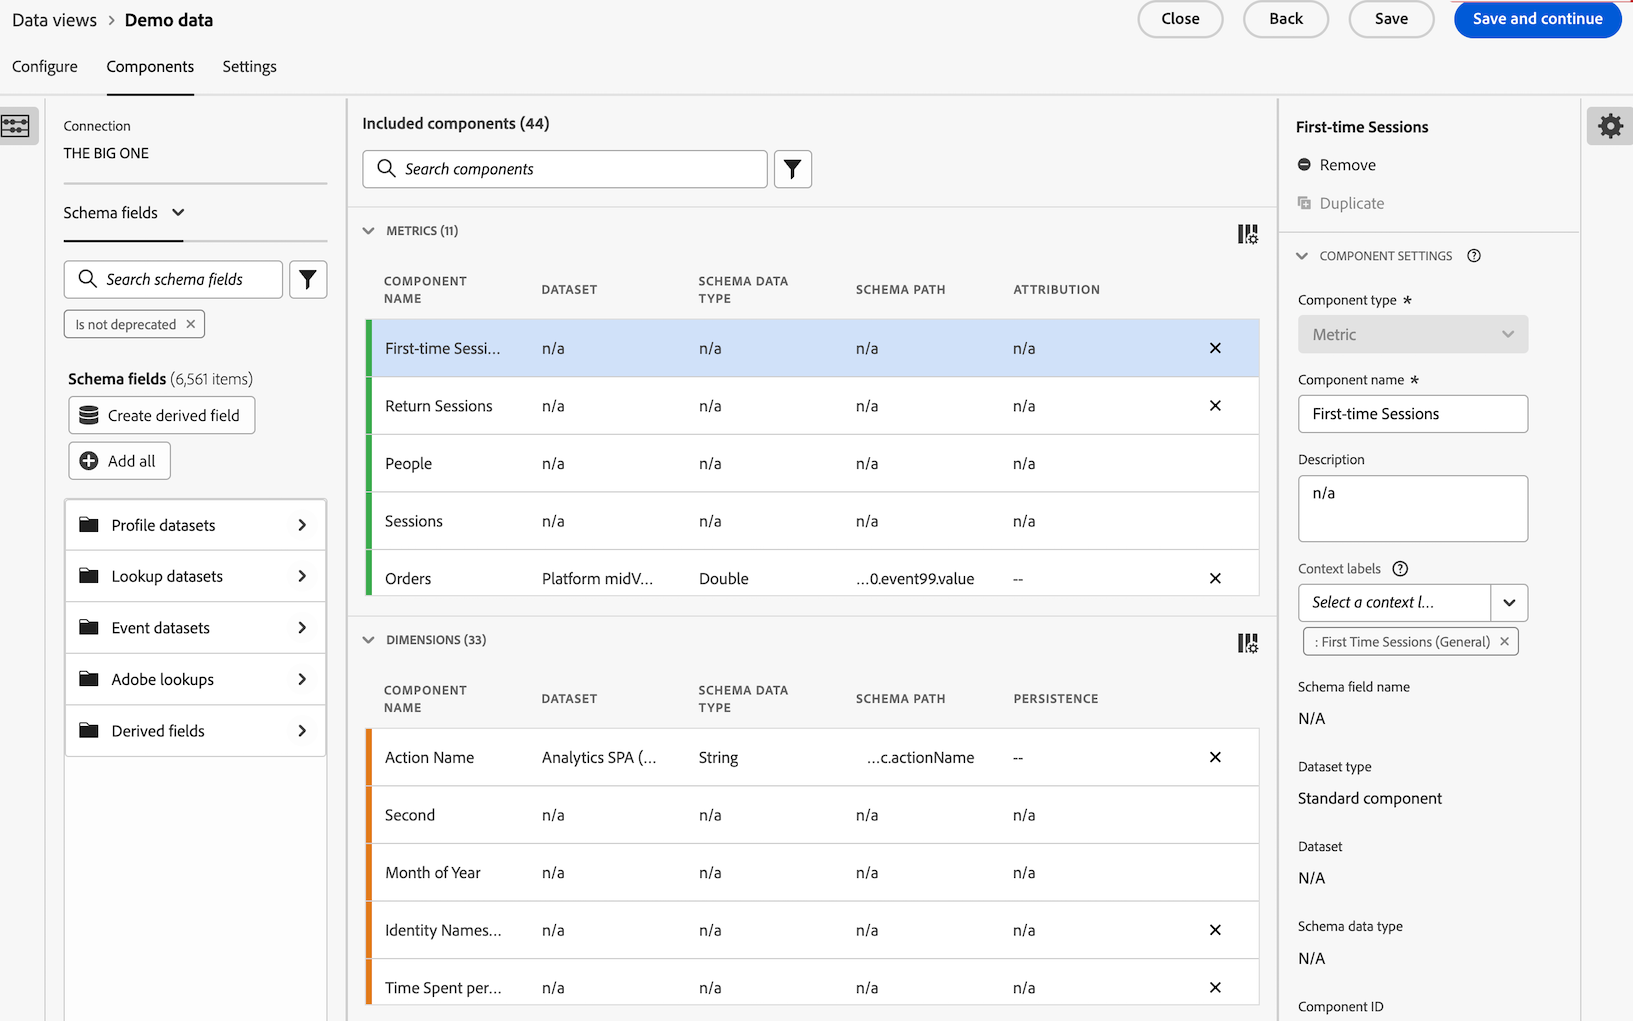 Data views > Demo data
Close
Back
Save
Save and continue
Configure
Components
Settings
Connection
THE BIG ONE
Schema fields
Search schema fields
Is not deprecated
Schema fields (6,561 items)
Create derived field
Add all
Profile datasets
Lookup datasets
Event datasets
Adobe lookups
Derived fields
Included components (44)
Search components
METRICS (11)
COMPONENT NAME DATASET SCHEMA DATA TYPE SCHEMA PATH ATTRIBUTION
First-time Sessi... n/a n/a n/a n/a
Return Sessions n/a n/a n/a n/a
People n/a n/a n/a n/a
Sessions n/a n/a n/a n/a
Orders Platform midV... Double ...0.event99.value --
DIMENSIONS (33)
COMPONENT NAME DATASET SCHEMA DATA TYPE SCHEMA PATH PERSISTENCE
Action Name Analytics SPA (... String ...c.actionName --
Second n/a n/a n/a n/a
Month of Year n/a n/a n/a n/a
Identity Names... n/a n/a n/a n/a
Time Spent per... n/a n/a n/a n/a
First-time Sessions
Remove
Duplicate
COMPONENT SETTINGS
Component type *
Metric
Component name *
First-time Sessions
Description
n/a
Context labels
Select a context l...
: First Time Sessions (General)
Schema field name
N/A
Dataset type
Standard component
Dataset
N/A
Schema data type
N/A
Component ID